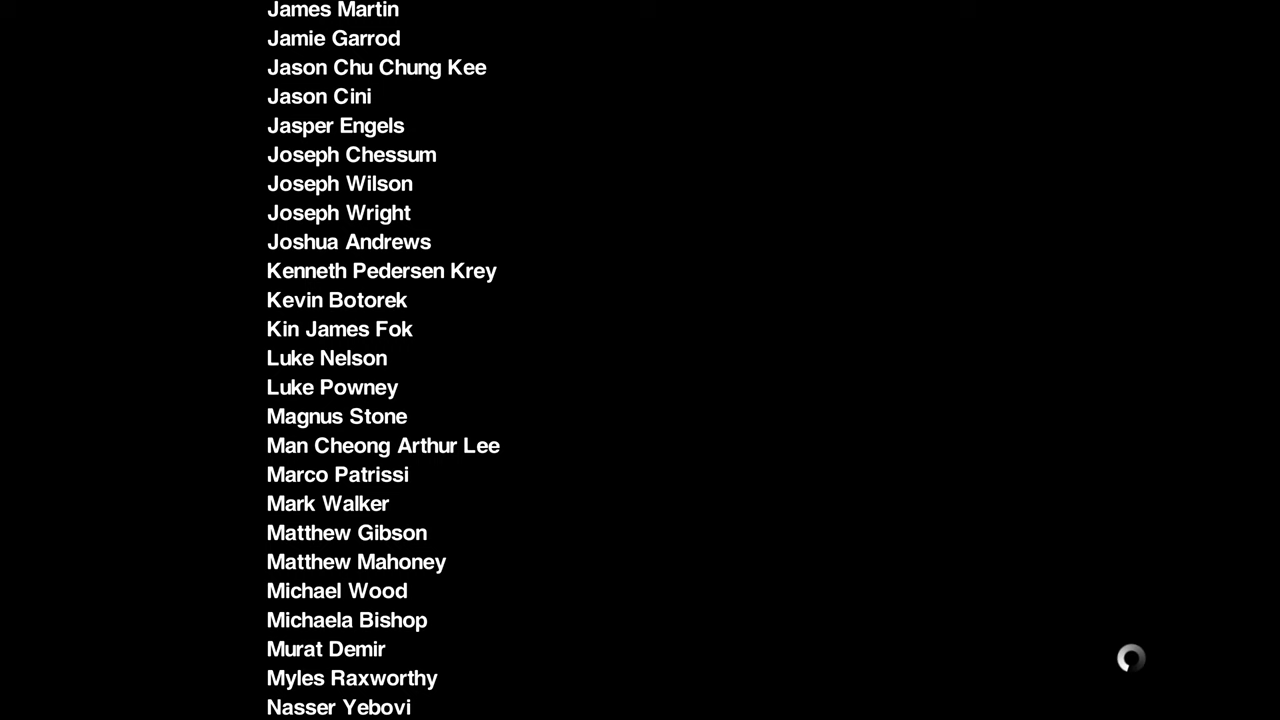 James Martin
Jamie Garrod
Jason Chu Chung Kee
Jason Cini
Jasper Engels
Joseph Chessum
Joseph Wilson
Joseph Wright
Joshua Andrews
Kenneth Pedersen Krey
Kevin Botorek
Kin James Fok
Luke Nelson
Luke Powney
Magnus Stone
Man Cheong Arthur Lee
Marco Patrissi
Mark Walker
Matthew Gibson
Matthew Mahoney
Michael Wood
Michaela Bishop
Murat Demir
Myles Raxworthy
Nasser Yebovi